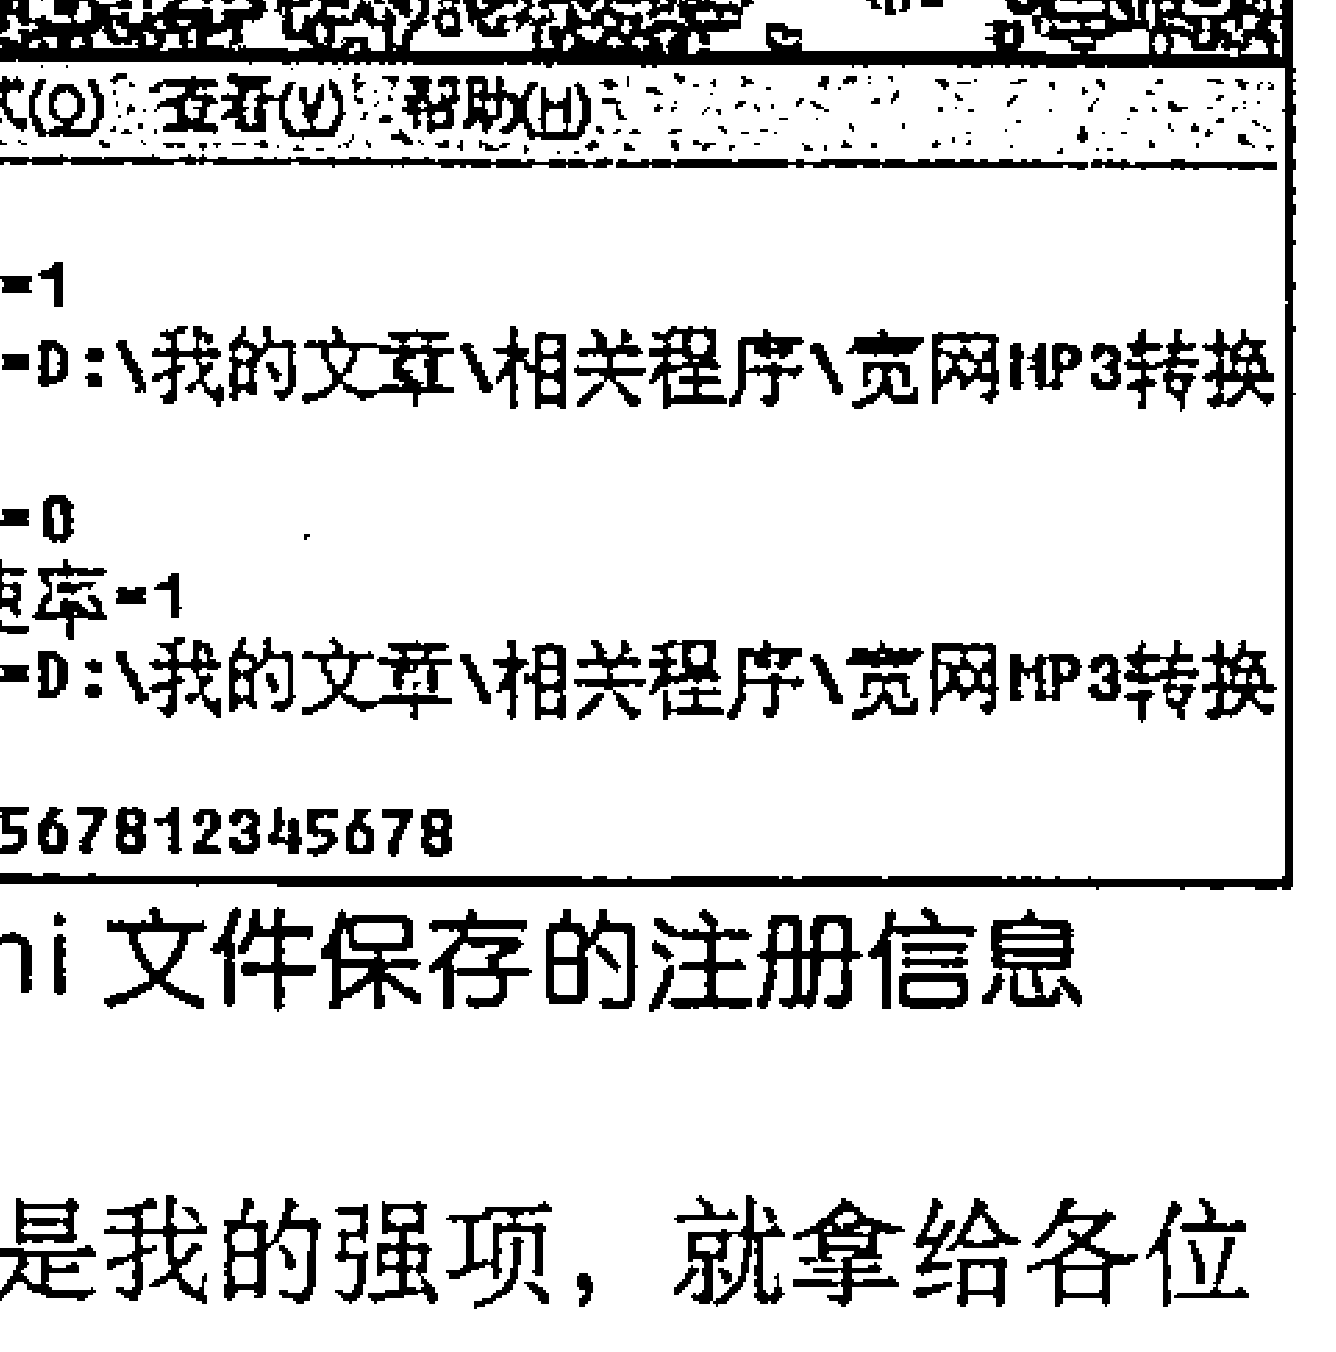 (O) 查看(V) 帮助(H)
=1
=D:\我的文章\相关程序\宽网MP3转换
=0
速率=1
=D:\我的文章\相关程序\宽网MP3转换
567812345678
ni 文件保存的注册信息
是我的强项，就拿给各位